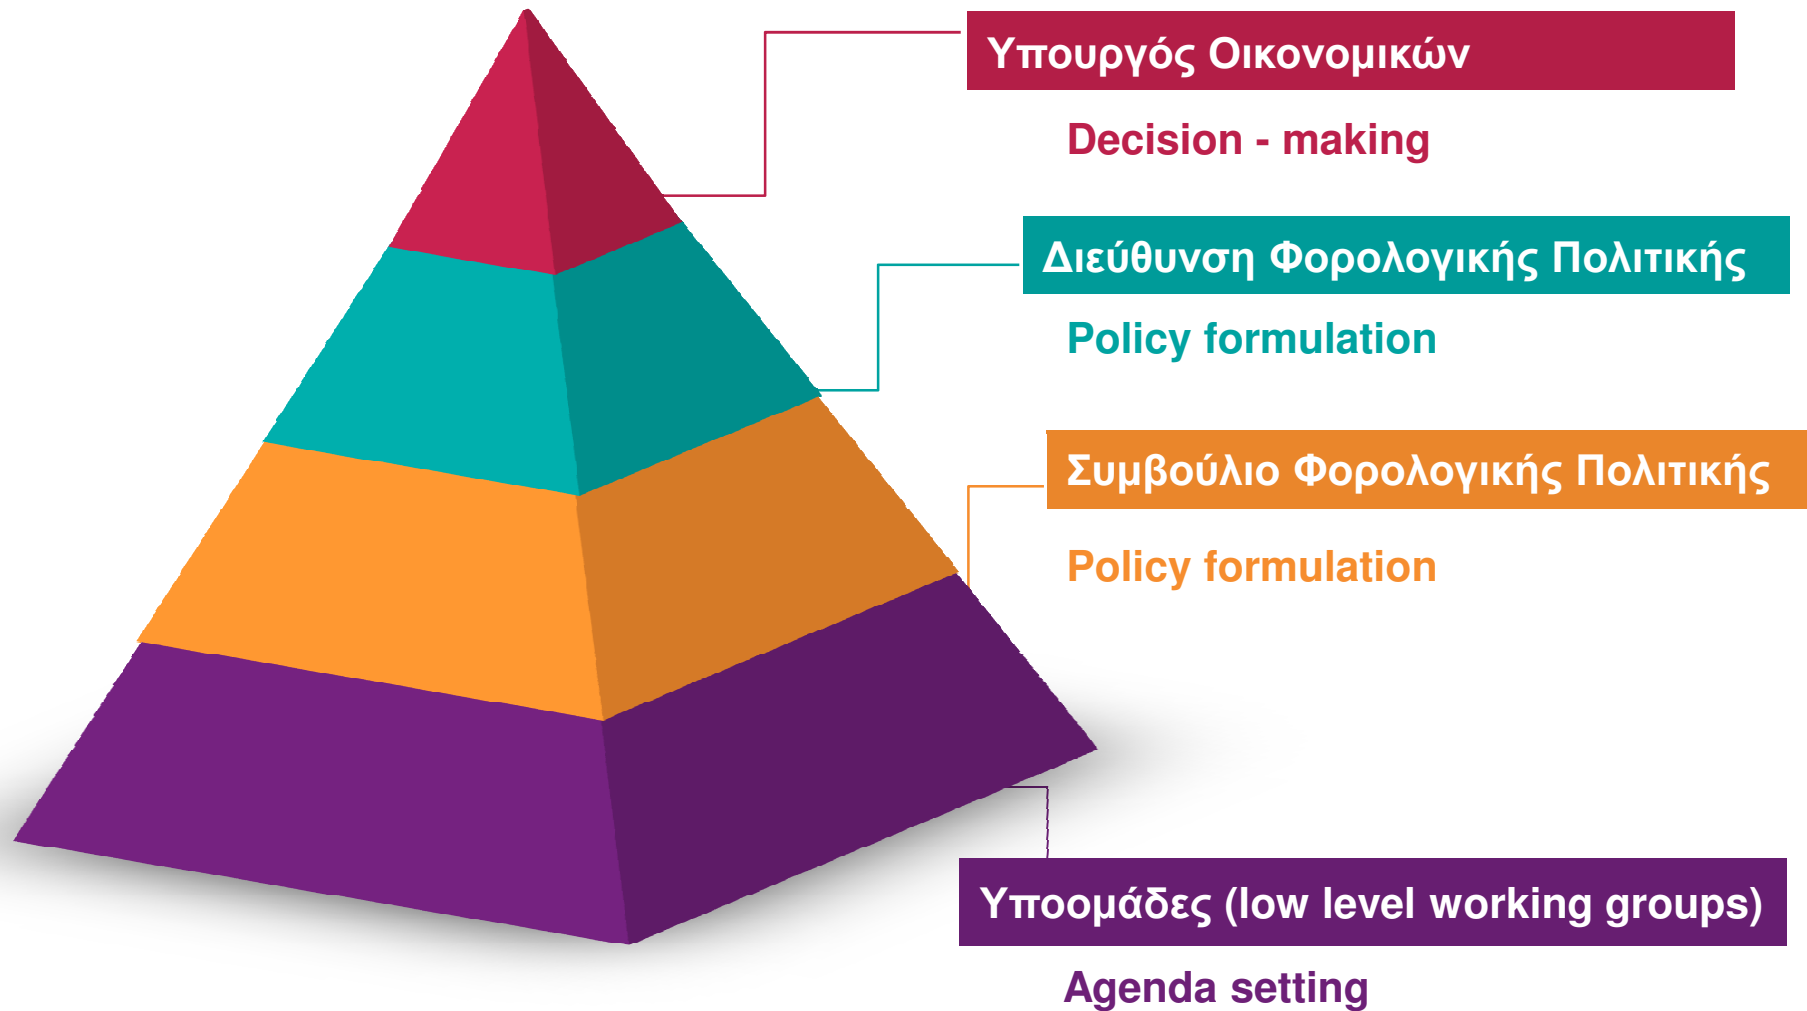 Υπουργός Οικονομικών
Decision - making
Διεύθυνση Φορολογικής Πολιτικής
Policy formulation
Συμβούλιο Φορολογικής Πολιτικής
Policy formulation
Υποομάδες (low level working groups)
Agenda setting